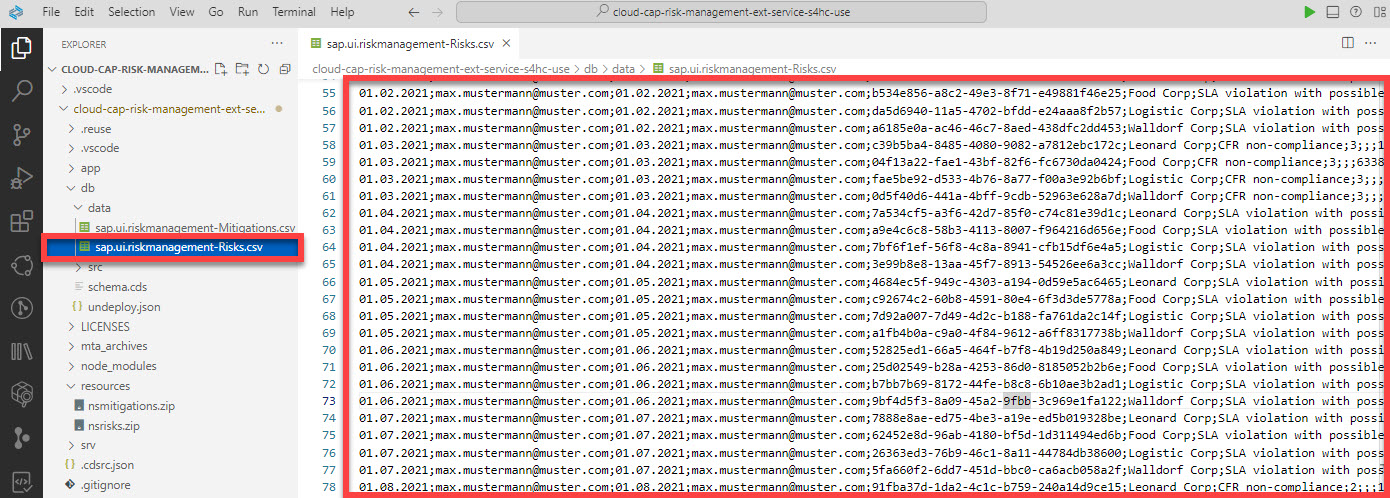 File Edit Selection View Go Run Terminal Help
cloud-cap-risk-management-ext-service-s4hc-use
EXPLORER
sap.ui.riskmanagement-Risks.csv
CLOUD-CAP-RISK-MANAGEM...
cloud-cap-risk-management-ext-service-s4hc-use > db > data > sap.ui.riskmanagement-Risks.csv
.vscode
cloud-cap-risk-management-ext-se...
.reuse
.vscode
app
db
data
sap.ui.riskmanagement-Mitigations.csv
sap.ui.riskmanagement-Risks.csv
src
schema.cds
undeploy.json
LICENSES
mta_archives
node_modules
resources
nsmitigations.zip
nsrisks.zip
srv
.cdsrc.json
.gitignore
55 01.02.2021;max.mustermann@muster.com;01.02.2021;max.mustermann@muster.com;b534e856-a8c2-49e3-8f71-e49881f46e25;Food Corp;SLA violation with possible
56 01.02.2021;max.mustermann@muster.com;01.02.2021;max.mustermann@muster.com;da5d6940-11a5-4702-bfdd-e24aaa8f2b57;Logistic Corp;SLA violation with poss
57 01.02.2021;max.mustermann@muster.com;01.02.2021;max.mustermann@muster.com;a6185e0a-ac46-46c7-8aed-438dfc2dd453;Walldorf Corp;SLA violation with poss
58 01.03.2021;max.mustermann@muster.com;01.03.2021;max.mustermann@muster.com;c39b5ba4-8485-4080-9082-a7812ebc172c;Leonard Corp;CFR non-compliance;3;;;1
59 01.03.2021;max.mustermann@muster.com;01.03.2021;max.mustermann@muster.com;04f13a22-fae1-43bf-82f6-fc6730da0424;Food Corp;CFR non-compliance;3;;;6338
60 01.03.2021;max.mustermann@muster.com;01.03.2021;max.mustermann@muster.com;fae5be92-d533-4b76-8a77-f00a3e92b6bf;Logistic Corp;CFR non-compliance;3;;;
61 01.03.2021;max.mustermann@muster.com;01.03.2021;max.mustermann@muster.com;0d5f40d6-441a-4bff-9cdb-52963e628a7d;Walldorf Corp;CFR non-compliance;3;;;
62 01.04.2021;max.mustermann@muster.com;01.04.2021;max.mustermann@muster.com;7a534cf5-a3f6-42d7-85f0-c74c81e39d1c;Leonard Corp;SLA violation with possi
63 01.04.2021;max.mustermann@muster.com;01.04.2021;max.mustermann@muster.com;a9e4c6c8-58b3-4113-8007-f964216d656e;Food Corp;SLA violation with possible
64 01.04.2021;max.mustermann@muster.com;01.04.2021;max.mustermann@muster.com;7bf6f1ef-56f8-4c8a-8941-cfb15df6e4a5;Logistic Corp;SLA violation with poss
65 01.04.2021;max.mustermann@muster.com;01.04.2021;max.mustermann@muster.com;3e99b8e8-13aa-45f7-8913-54526ee6a3cc;Walldorf Corp;SLA violation with poss
66 01.05.2021;max.mustermann@muster.com;01.05.2021;max.mustermann@muster.com;4684ec5f-949c-4303-a194-0d59e5ac6465;Leonard Corp;SLA violation with possi
67 01.05.2021;max.mustermann@muster.com;01.05.2021;max.mustermann@muster.com;c92674c2-60b8-4591-80e4-6f3d3de5778a;Food Corp;SLA violation with possible
68 01.05.2021;max.mustermann@muster.com;01.05.2021;max.mustermann@muster.com;7d92a007-7d49-4d2c-b188-fa761da2c14f;Logistic Corp;SLA violation with poss
69 01.05.2021;max.mustermann@muster.com;01.05.2021;max.mustermann@muster.com;a1fb4b0a-c9a0-4f84-9612-a6ff8317738b;Walldorf Corp;SLA violation with poss
70 01.06.2021;max.mustermann@muster.com;01.06.2021;max.mustermann@muster.com;52825ed1-66a5-464f-b7f8-4b19d250a849;Leonard Corp;SLA violation with possi
71 01.06.2021;max.mustermann@muster.com;01.06.2021;max.mustermann@muster.com;25d02549-b28a-4253-86d0-8185052b2b6e;Food Corp;SLA violation with possible
72 01.06.2021;max.mustermann@muster.com;01.06.2021;max.mustermann@muster.com;b7bb7b69-8172-44fe-b8c8-6b10ae3b2ad1;Logistic Corp;SLA violation with poss
73 01.06.2021;max.mustermann@muster.com;01.06.2021;max.mustermann@muster.com;9bf4d5f3-8a09-45a2-9fbb-3c969e1fa122;Walldorf Corp;SLA violation with poss
74 01.07.2021;max.mustermann@muster.com;01.07.2021;max.mustermann@muster.com;7888e8ae-ed75-4be3-a19e-ed5b019328be;Leonard Corp;SLA violation with possi
75 01.07.2021;max.mustermann@muster.com;01.07.2021;max.mustermann@muster.com;62452e8d-96ab-4180-bf5d-1d311494ed6b;Food Corp;SLA violation with possible
76 01.07.2021;max.mustermann@muster.com;01.07.2021;max.mustermann@muster.com;26363ed3-76b9-46c1-8a11-44784db38600;Logistic Corp;SLA violation with poss
77 01.07.2021;max.mustermann@muster.com;01.07.2021;max.mustermann@muster.com;5fa660f2-6dd7-451d-bbc0-ca6acb058a2f;Walldorf Corp;SLA violation with poss
78 01.08.2021;max.mustermann@muster.com;01.08.2021;max.mustermann@muster.com;91fba37d-1da2-4c1c-b759-240a14d9ce15;Leonard Corp;CFR non-compliance;2;;;1